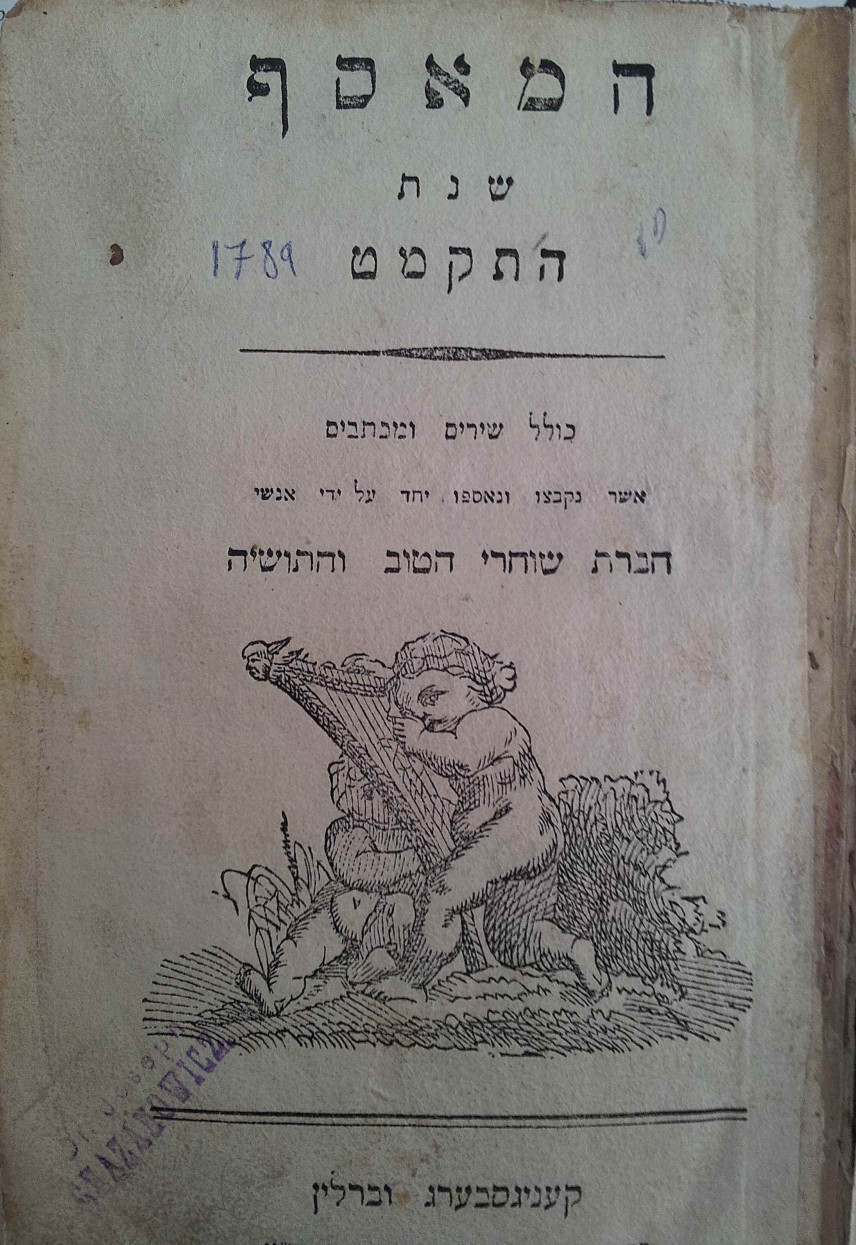 המאסף
שנת
התקמט
1789
כולל שירים ומכתבים
אשר נקבצו ונאספו יחד על ידי אנשי
חברת שוחרי הטוב והתושיה
קעניגסבערג וברלין